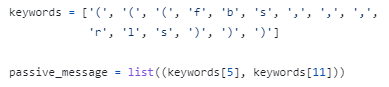 keywords = ['(', '(', '(', 'f', 'b', 's', ',', ',', ',',
            'r', 'l', 's', ')', ')', ')']
passive_message = list((keywords[5], keywords[11]))